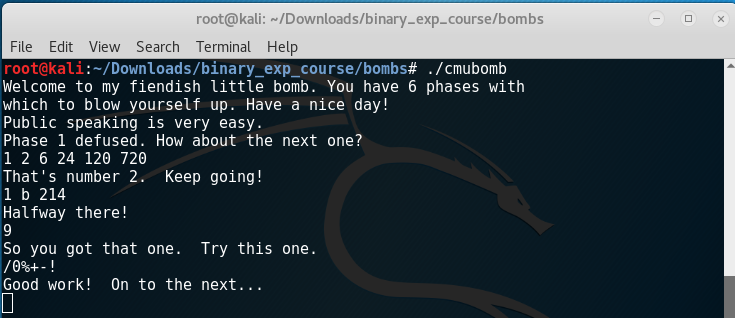 root@kali: ~/Downloads/binary_exp_course/bombs
File Edit View Search Terminal Help
root@kali:~/Downloads/binary_exp_course/bombs# ./cmubomb
Welcome to my fiendish little bomb. You have 6 phases with
which to blow yourself up. Have a nice day!
Public speaking is very easy.
Phase 1 defused. How about the next one?
1 2 6 24 120 720
That's number 2.  Keep going!
1 b 214
Halfway there!
9
So you got that one.  Try this one.
/0%+-!
Good work!  On to the next...